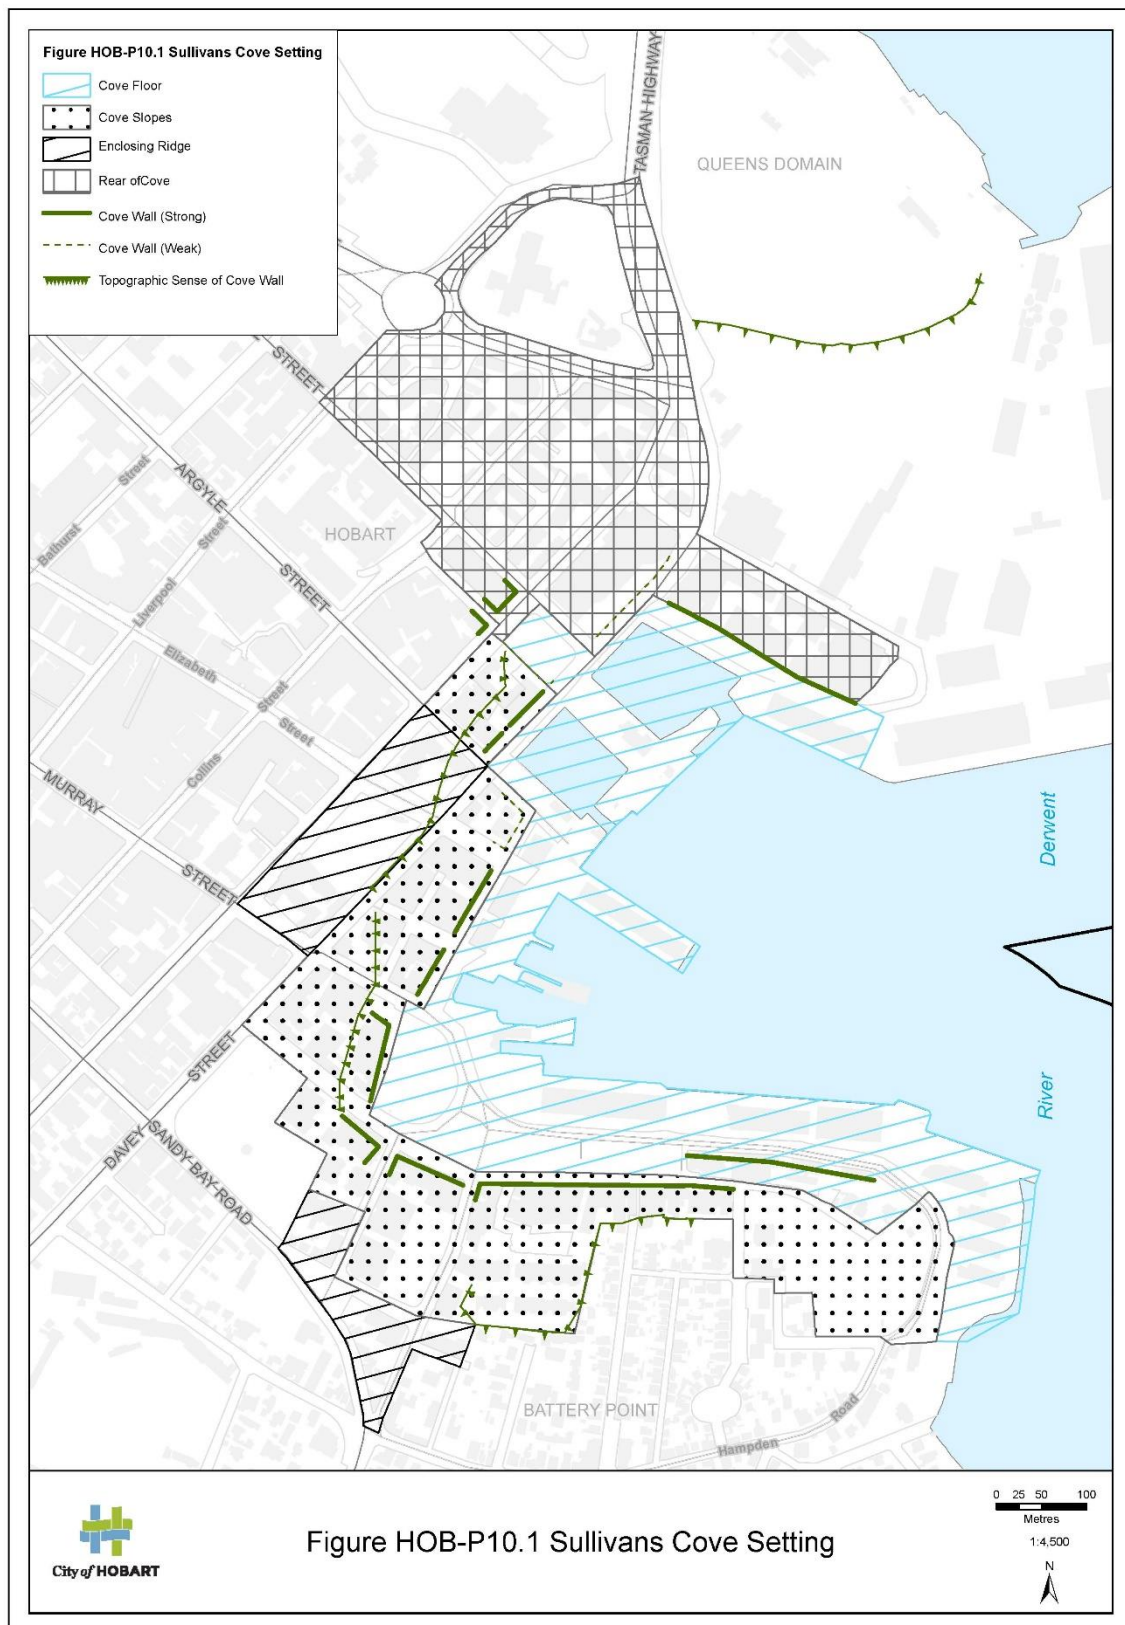 Figure HOB-P10.1 Sullivans Cove Setting
Cove Floor
Cove Slopes
Enclosing Ridge
Rear ofCove
Cove Wall (Strong)
Cove Wall (Weak)
Topographic Sense of Cove Wall
TASMAN HIGHWAY
QUEENS DOMAIN
STREET
ARGYLE
STREET
HOBART
Bathurst
Street
Liverpool
Street
Elizabeth
Street
Collins
Street
MURRAY
STREET
DAVEY
STREET
SANDY BAY ROAD
Derwent
River
BATTERY POINT
Hampden
Road
City of HOBART
Figure HOB-P10.1 Sullivans Cove Setting
0 25 50 100
Metres
1:4,500
N